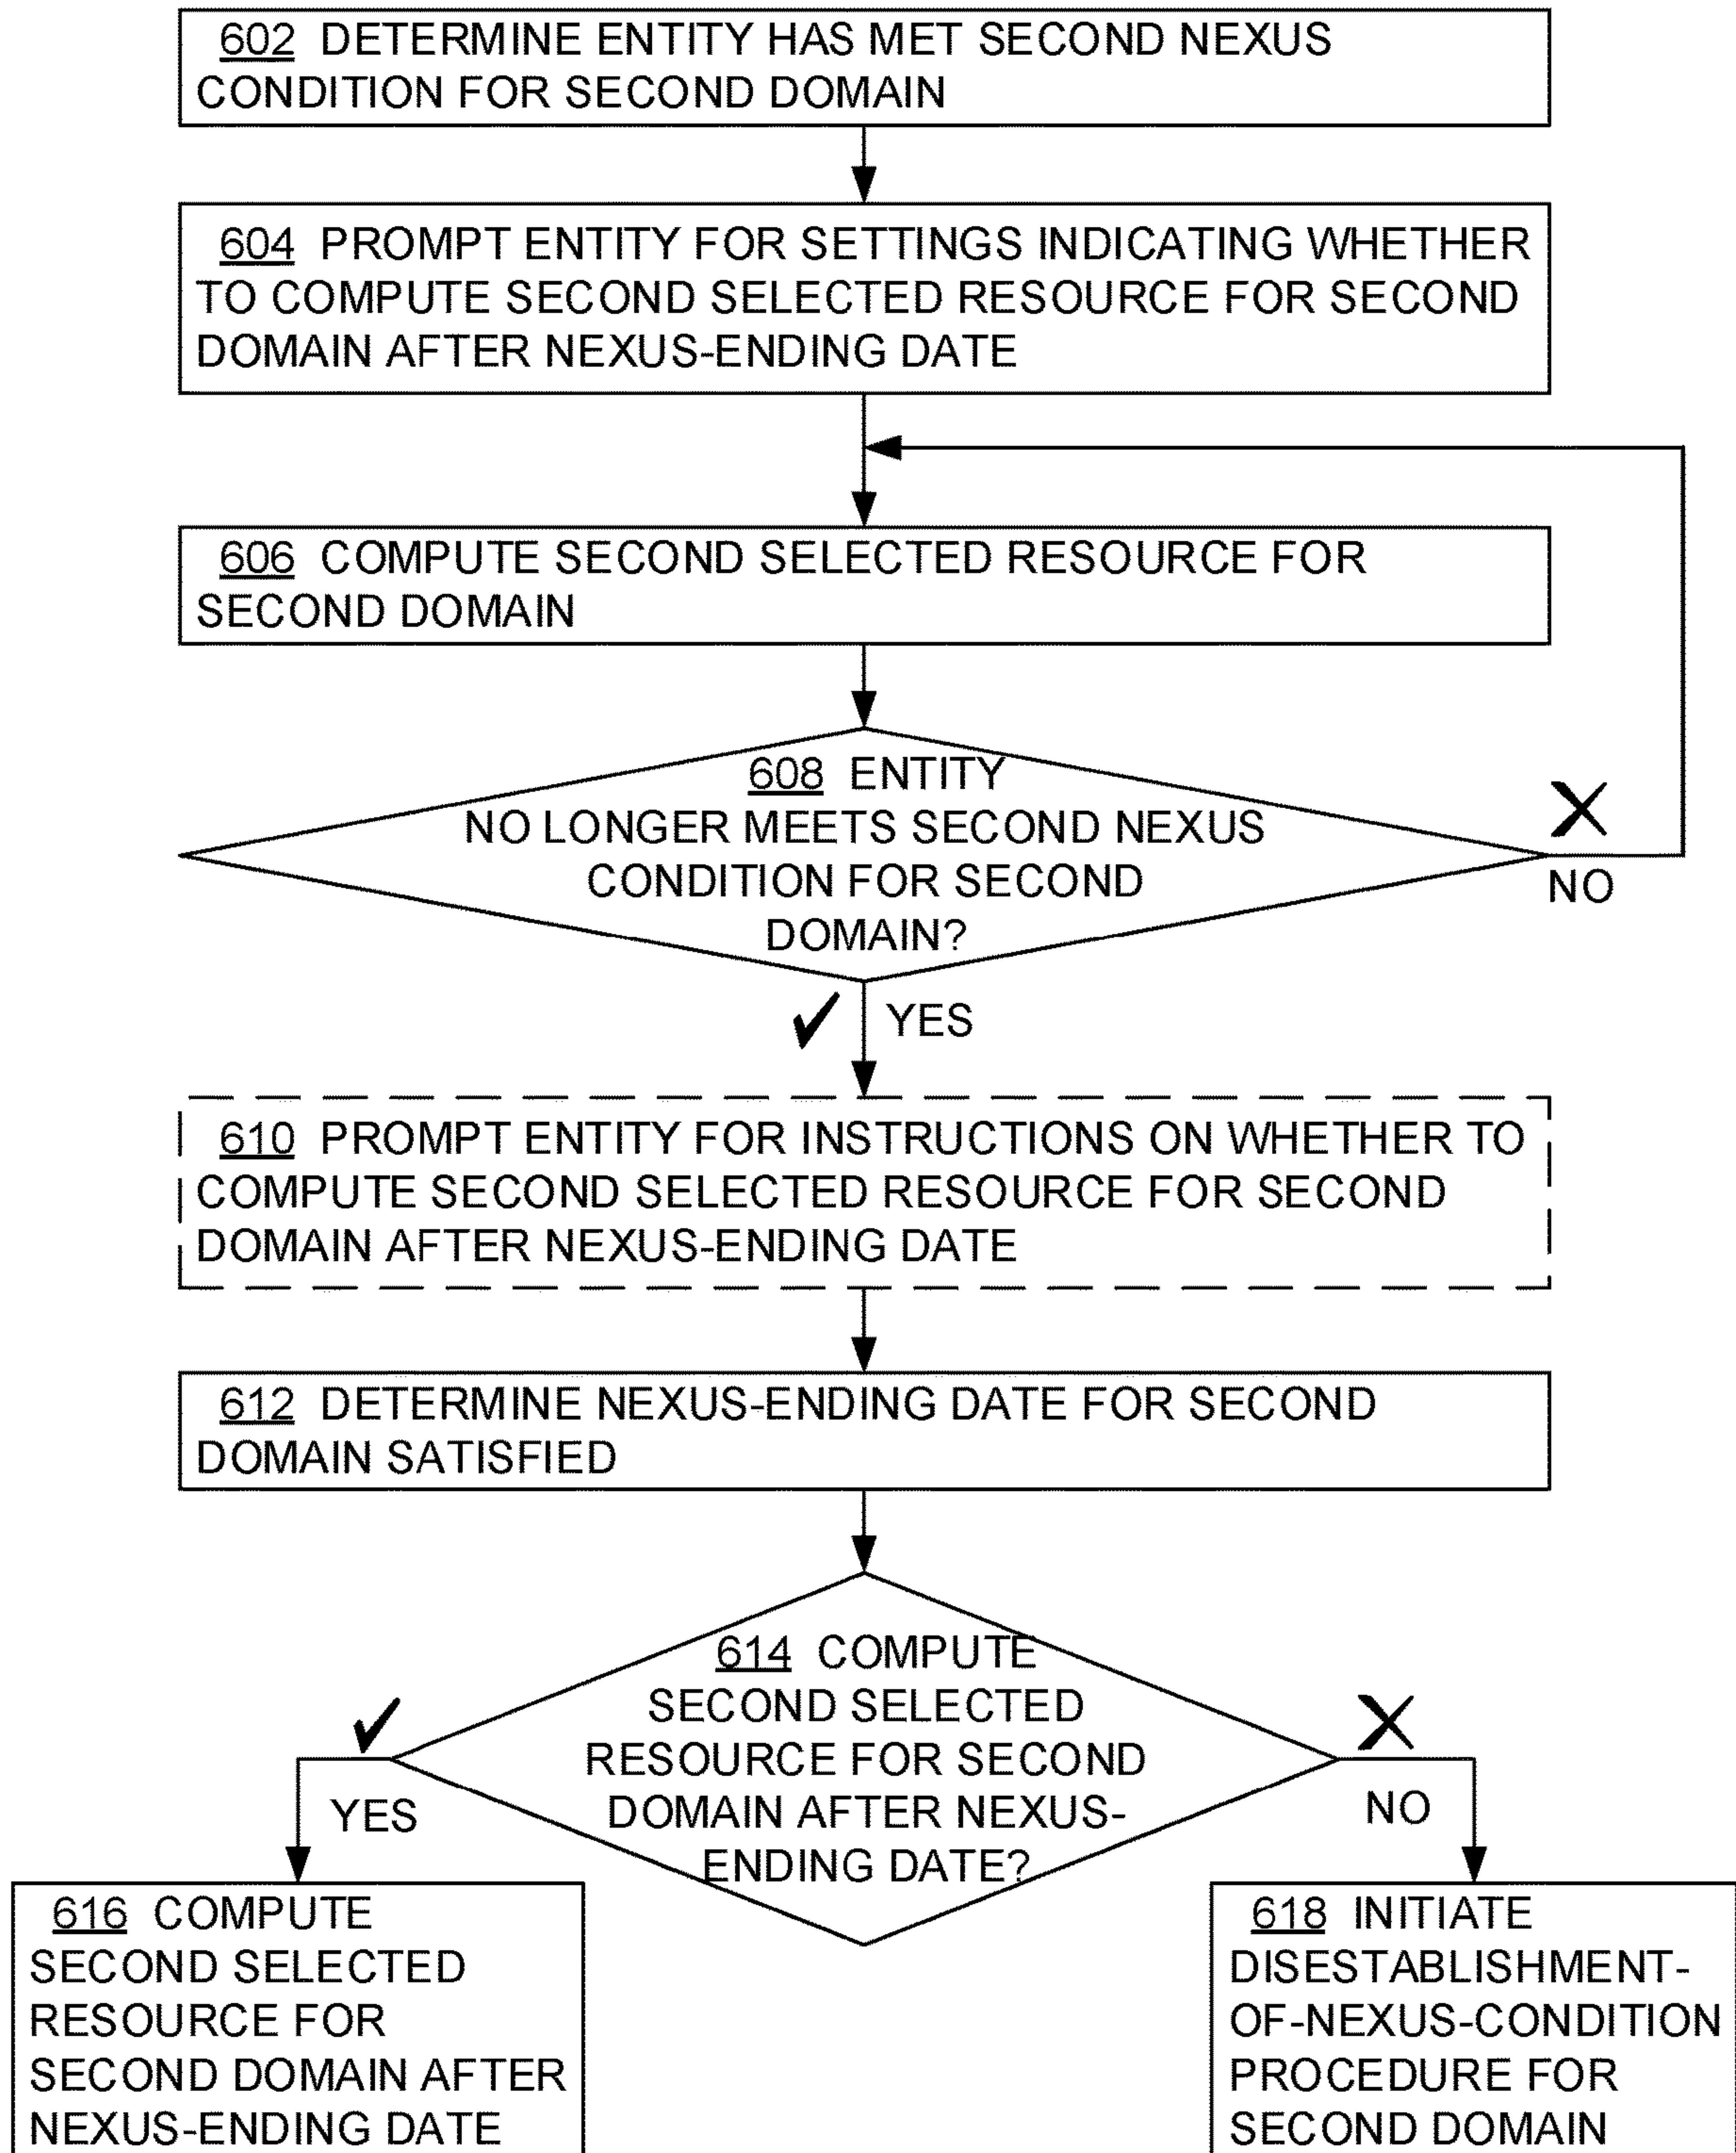 602 DETERMINE ENTITY HAS MET SECOND NEXUS
CONDITION FOR SECOND DOMAIN
604 PROMPT ENTITY FOR SETTINGS INDICATING WHETHER
TO COMPUTE SECOND SELECTED RESOURCE FOR SECOND
DOMAIN AFTER NEXUS-ENDING DATE
606 COMPUTE SECOND SELECTED RESOURCE FOR
SECOND DOMAIN
608 ENTITY
NO LONGER MEETS SECOND NEXUS
CONDITION FOR SECOND
DOMAIN?
NO
YES
610 PROMPT ENTITY FOR INSTRUCTIONS ON WHETHER TO
COMPUTE SECOND SELECTED RESOURCE FOR SECOND
DOMAIN AFTER NEXUS-ENDING DATE
612 DETERMINE NEXUS-ENDING DATE FOR SECOND
DOMAIN SATISFIED
614 COMPUTE
SECOND SELECTED
RESOURCE FOR SECOND
DOMAIN AFTER NEXUS-
ENDING DATE?
YES
NO
616 COMPUTE
SECOND SELECTED
RESOURCE FOR
SECOND DOMAIN AFTER
NEXUS-ENDING DATE
618 INITIATE
DISESTABLISHMENT-
OF-NEXUS-CONDITION
PROCEDURE FOR
SECOND DOMAIN